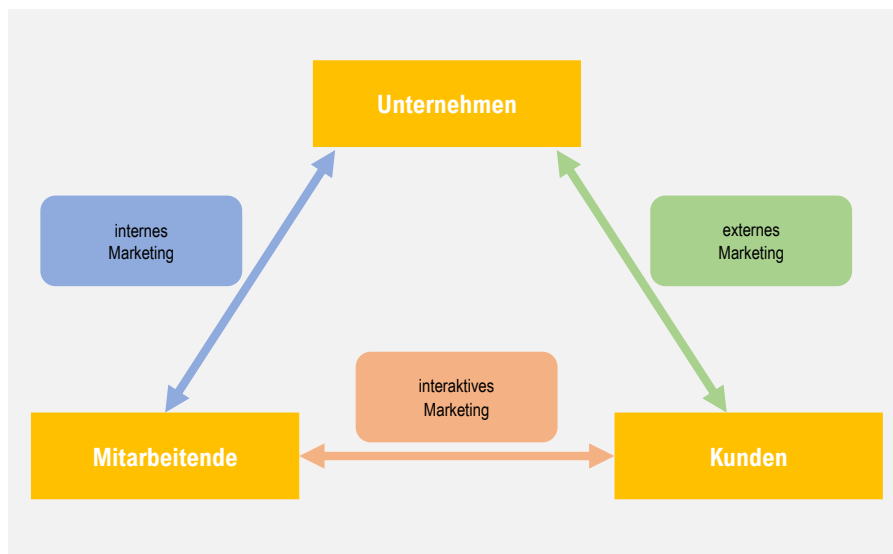 Unternehmen
internes
Marketing
externes
Marketing
interaktives
Marketing
Mitarbeitende
Kunden